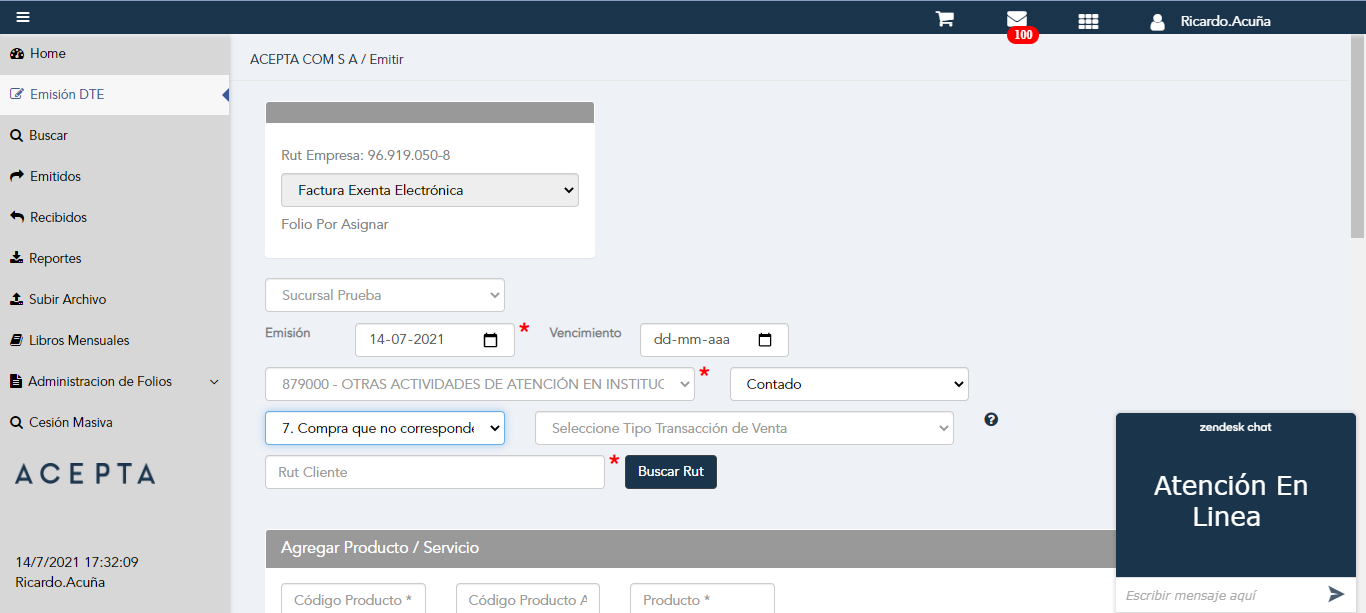 100
Ricardo.Acuña
Home
Emisión DTE
Buscar
Emitidos
Recibidos
Reportes
Subir Archivo
Libros Mensuales
Administracion de Folios
Cesión Masiva
ACEPTA
14/7/2021 17:32:09
Ricardo.Acuña
ACEPTA COM S A / Emitir
Rut Empresa: 96.919.050-8
Factura Exenta Electrónica
Folio Por Asignar
Sucursal Prueba
Emisión 14-07-2021 * Vencimiento dd-mm-aaa
879000 - OTRAS ACTIVIDADES DE ATENCIÓN EN INSTITUC * Contado
7. Compra que no corresponde Seleccione Tipo Transacción de Venta ?
Rut Cliente * Buscar Rut
Agregar Producto / Servicio
Código Producto * Código Producto A Producto *
zendesk chat
Atención En
Linea
Escribir mensaje aquí